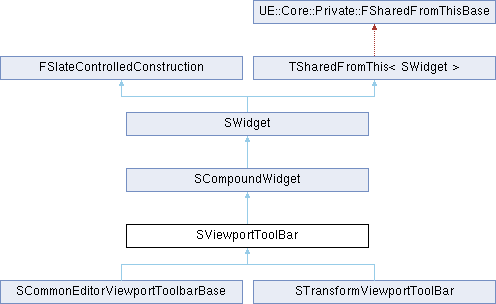 UE::Core::Private::FSharedFromThisBase
FSlateControlledConstruction
TSharedFromThis< SWidget >
SWidget
SCompoundWidget
SViewportToolBar
SCommonEditorViewportToolbarBase
STransformViewportToolBar